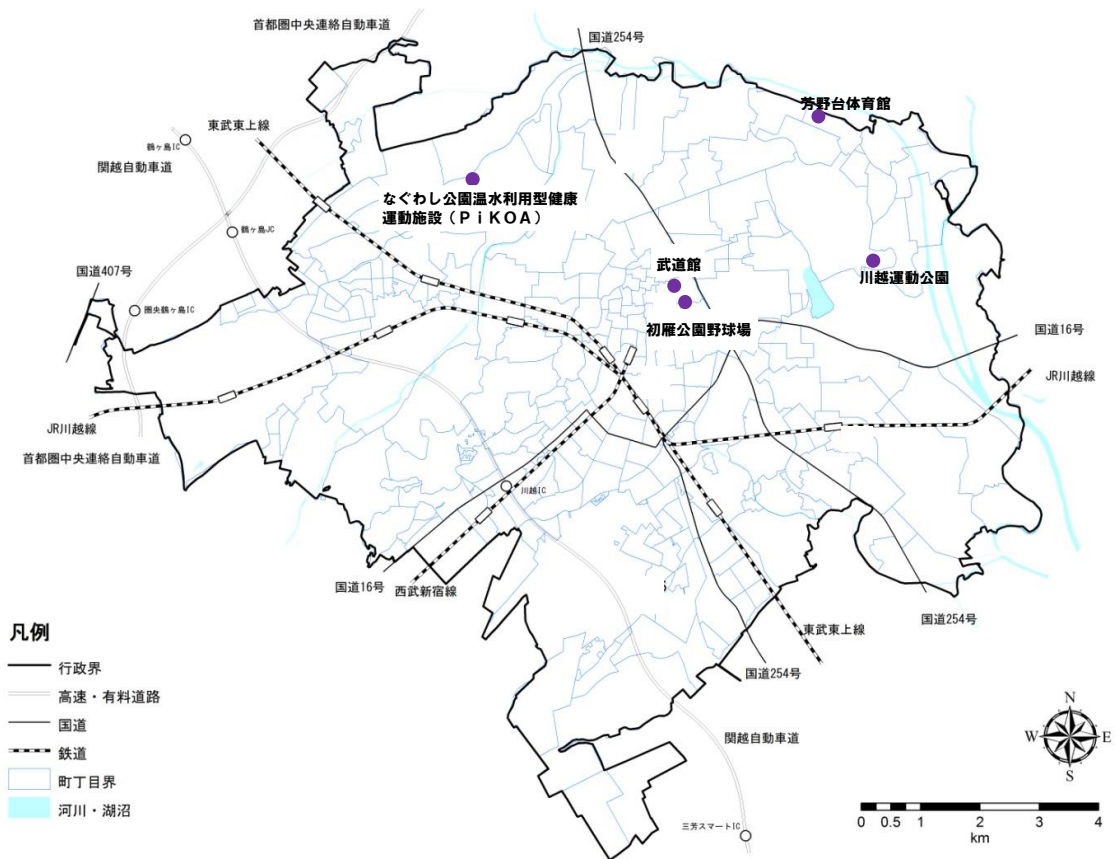 首都圏中央連絡自動車道
国道254号
芳野台体育館
東武東上線
鶴ヶ島IC
関越自動車道
なぐわし公園温水利用型健康
運動施設（PiKOA）
鶴ヶ島JC
武道館
川越運動公園
国道407号
圏央鶴ヶ島IC
初雁公園野球場
国道16号
JR川越線
JR川越線
首都圏中央連絡自動車道
川越IC
国道16号
西武新宿線
国道254号
東武東上線
国道254号
関越自動車道
三芳スマートIC
凡例
行政界
高速・有料道路
国道
鉄道
町丁目界
河川・湖沼
N
W
E
S
0 0.5 1 2 3 4
km